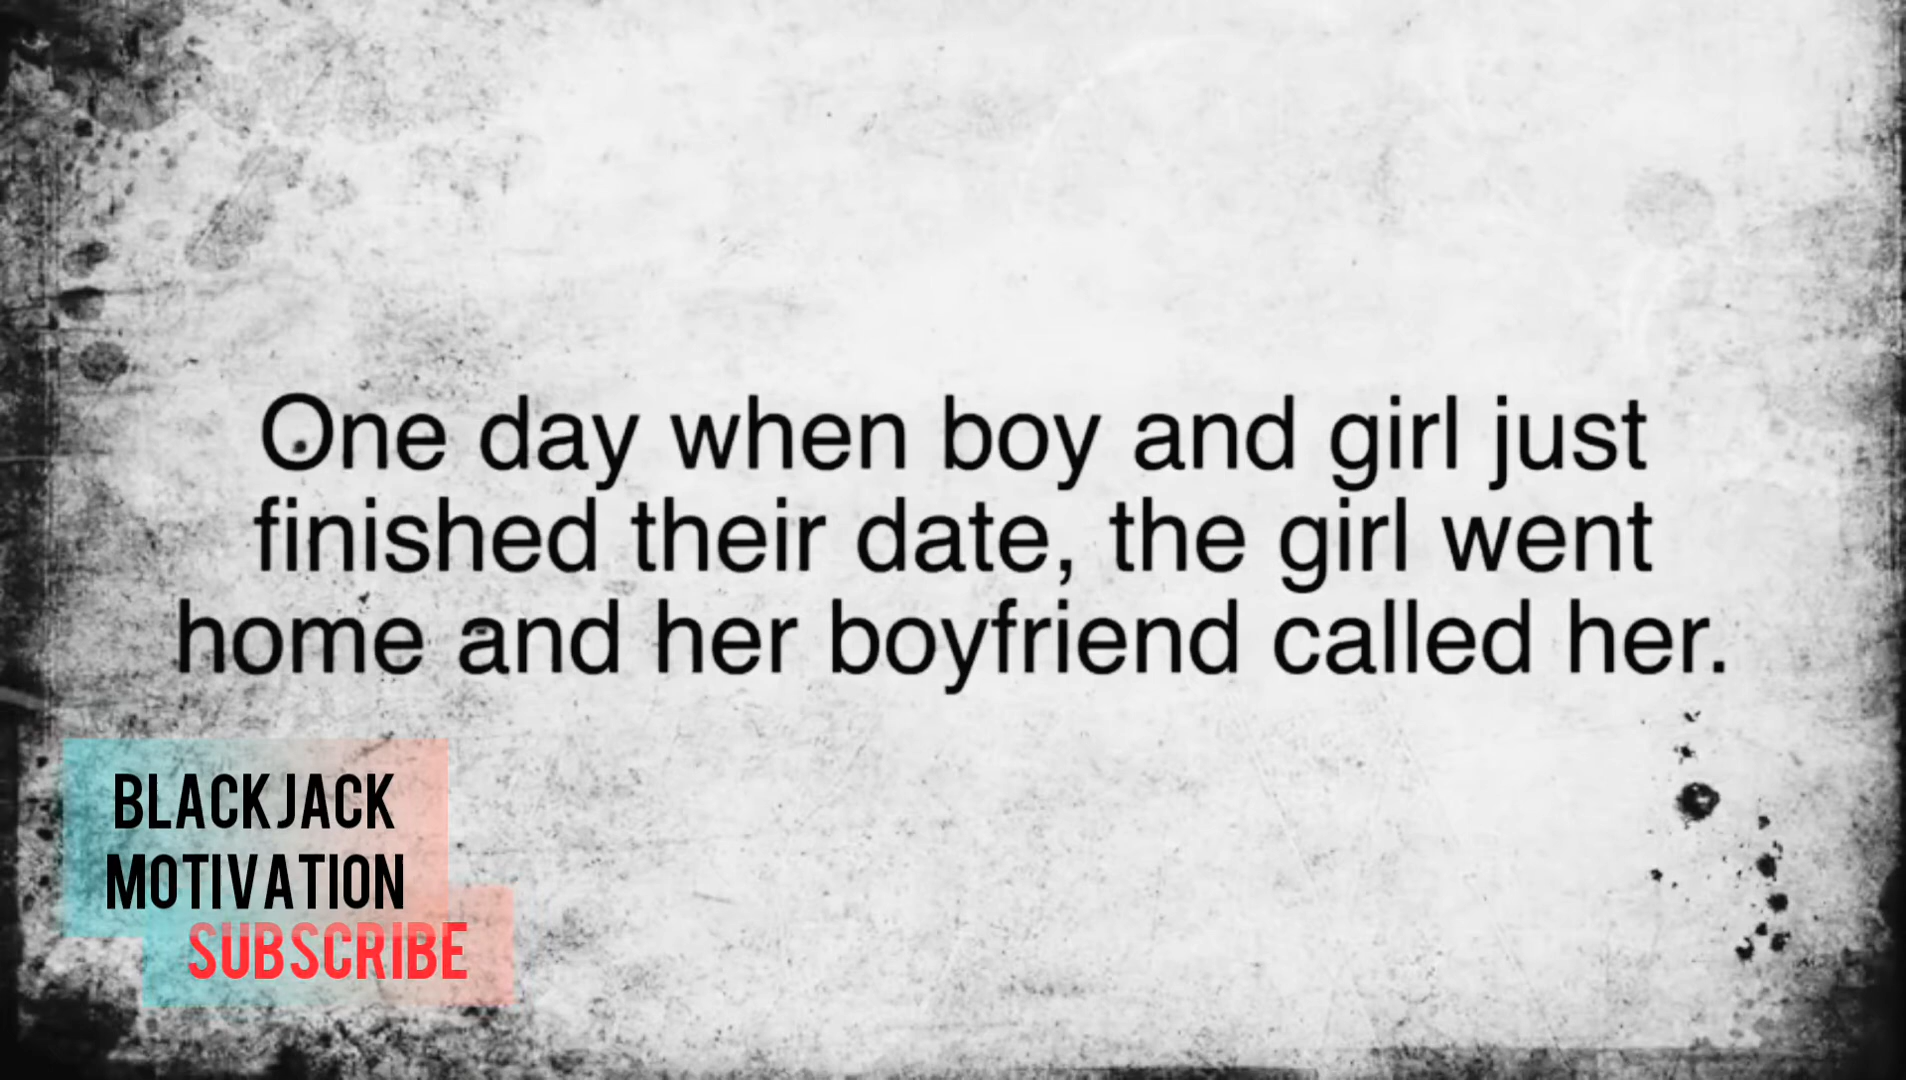 One day when boy and girl just
finished their date, the girl went
home and her boyfriend called her.
BLACKJACK
MOTIVATION
SUBSCRIBE